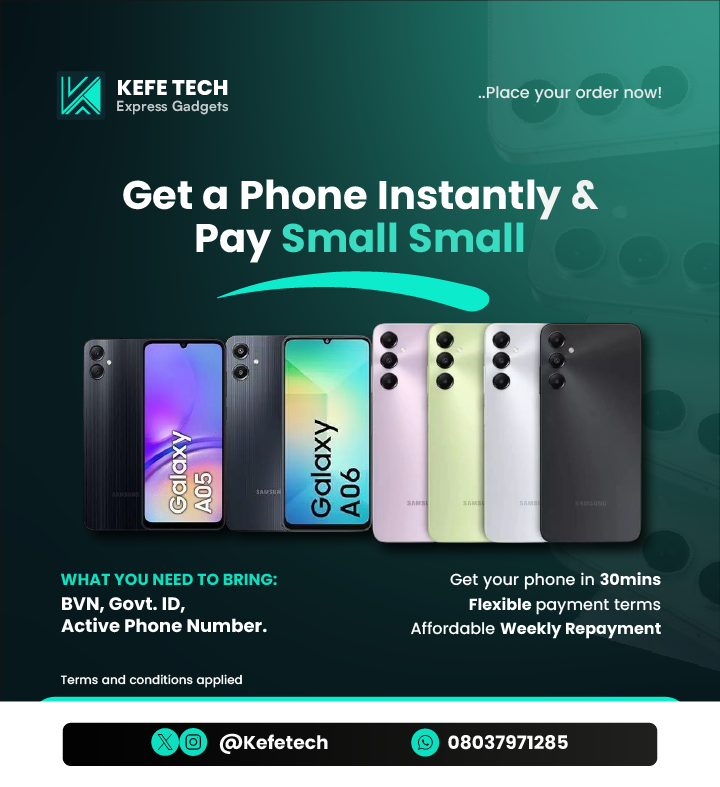 KEFE TECH
Express Gadgets
..Place your order now!
Get a Phone Instantly &
Pay Small Small
Galaxy
A05
SAMSUNG
Galaxy
A06
SAMSUNG
WHAT YOU NEED TO BRING:
BVN, Govt. ID,
Active Phone Number.
Get your phone in 30mins
Flexible payment terms
Affordable Weekly Repayment
Terms and conditions applied
@Kefetech
08037971285